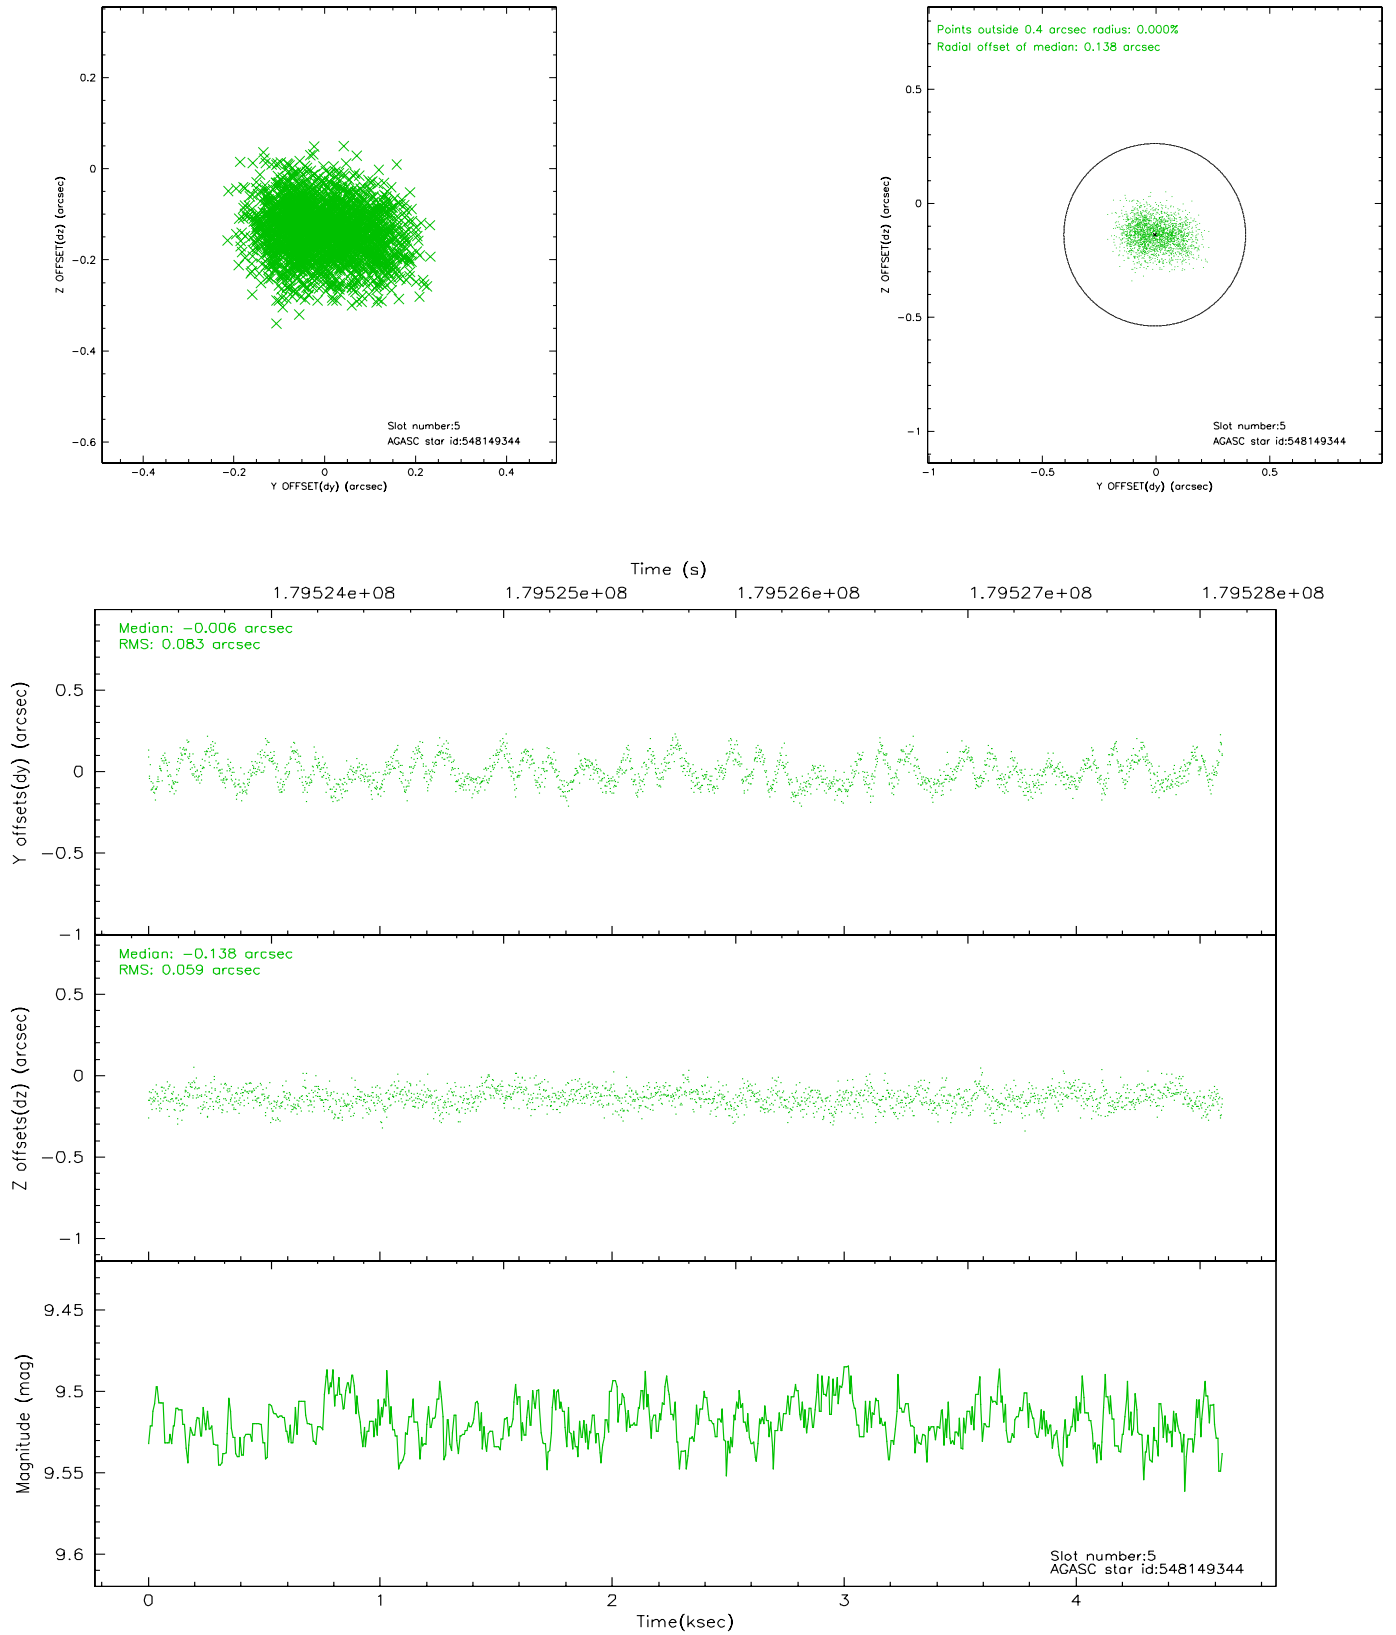 0.2
0
−0.2
−0.4
−0.6
Z OFFSET(dz) (arcsec)
−0.4
−0.2
0
0.2
0.4
Y OFFSET(dy) (arcsec)
Slot number:5
AGASC star id:548149344
Points outside 0.4 arcsec radius: 0.000%
Radial offset of median: 0.138 arcsec
0.5
0
−0.5
−1
Z OFFSET(dz) (arcsec)
−1
−0.5
0
0.5
Y OFFSET(dy) (arcsec)
Slot number:5
AGASC star id:548149344
Time (s)
1.79524e+08
1.79525e+08
1.79526e+08
1.79527e+08
1.79528e+08
Median: −0.006 arcsec
RMS: 0.083 arcsec
0.5
0
−0.5
−1
Y offsets(dy) (arcsec)
Median: −0.138 arcsec
RMS: 0.059 arcsec
0.5
0
−0.5
−1
Z offsets(dz) (arcsec)
9.45
9.5
9.55
9.6
Magnitude (mag)
Slot number:5
AGASC star id:548149344
0
1
2
3
4
Time(ksec)